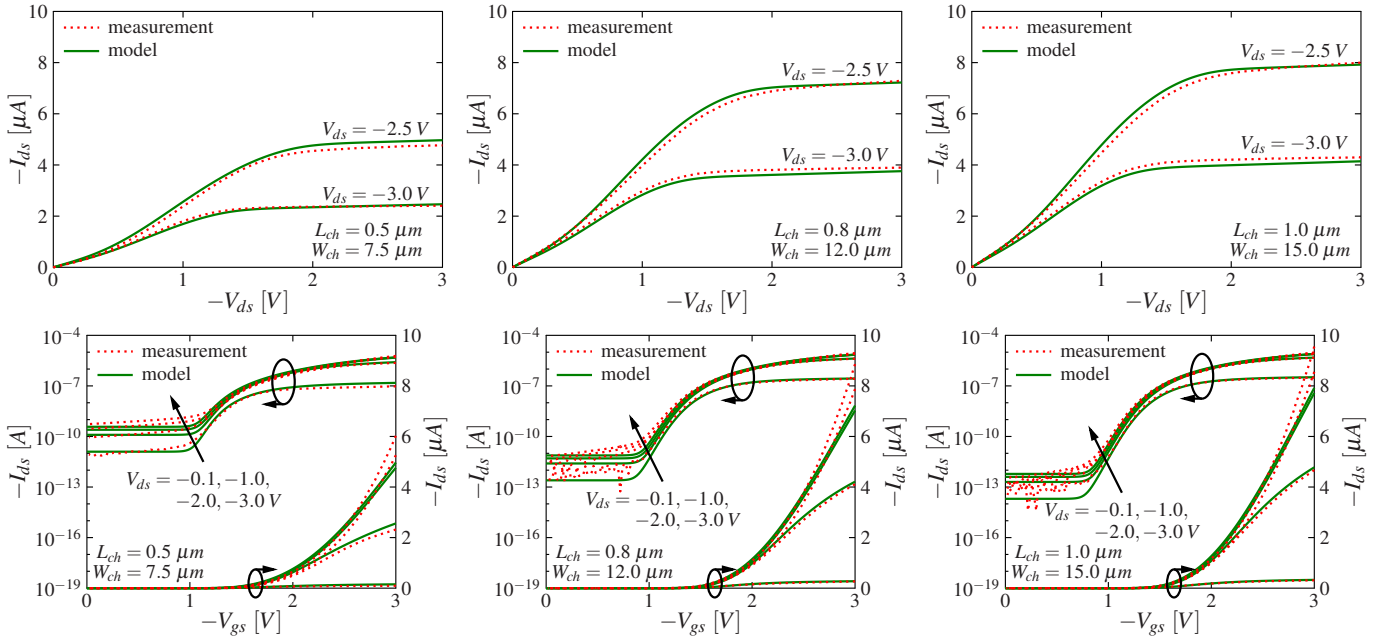 10
8
6
4
2
0
−I_ds [µA]
measurement
model
V_ds = −2.5 V
V_ds = −3.0 V
L_ch = 0.5 µm
W_ch = 7.5 µm
0 1 2 3
−V_ds [V]
10
8
6
4
2
0
−I_ds [µA]
measurement
model
V_ds = −2.5 V
V_ds = −3.0 V
L_ch = 0.8 µm
W_ch = 12.0 µm
0 1 2 3
−V_ds [V]
10
8
6
4
2
0
−I_ds [µA]
measurement
model
V_ds = −2.5 V
V_ds = −3.0 V
L_ch = 1.0 µm
W_ch = 15.0 µm
0 1 2 3
−V_ds [V]
10⁻⁴
10⁻⁷
10⁻¹⁰
10⁻¹³
10⁻¹⁶
10⁻¹⁹
−I_ds [A]
measurement
model
V_ds = −0.1, −1.0,
−2.0, −3.0 V
L_ch = 0.5 µm
W_ch = 7.5 µm
10
8
6
4
2
0
−I_ds [µA]
0 1 2 3
−V_gs [V]
10⁻⁴
10⁻⁷
10⁻¹⁰
10⁻¹³
10⁻¹⁶
10⁻¹⁹
−I_ds [A]
measurement
model
V_ds = −0.1, −1.0,
−2.0, −3.0 V
L_ch = 0.8 µm
W_ch = 12.0 µm
10
8
6
4
2
0
−I_ds [µA]
0 1 2 3
−V_gs [V]
10⁻⁴
10⁻⁷
10⁻¹⁰
10⁻¹³
10⁻¹⁶
10⁻¹⁹
−I_ds [A]
measurement
model
V_ds = −0.1, −1.0,
−2.0, −3.0 V
L_ch = 1.0 µm
W_ch = 15.0 µm
10
8
6
4
2
0
−I_ds [µA]
0 1 2 3
−V_gs [V]